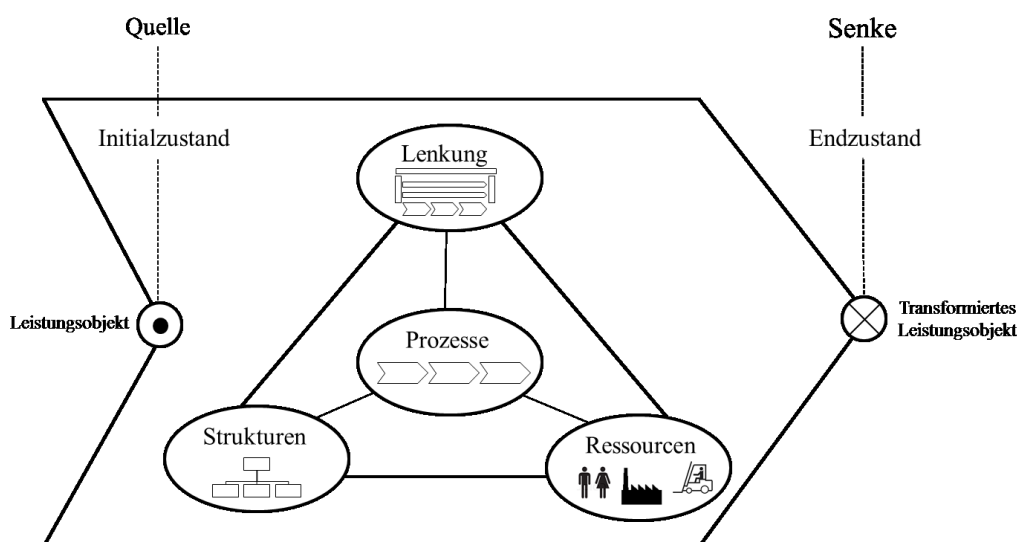 Quelle
Senke
Initialzustand
Endzustand
Lenkung
Leistungsobjekt
Transformiertes
Leistungsobjekt
Prozesse
Strukturen
Ressourcen